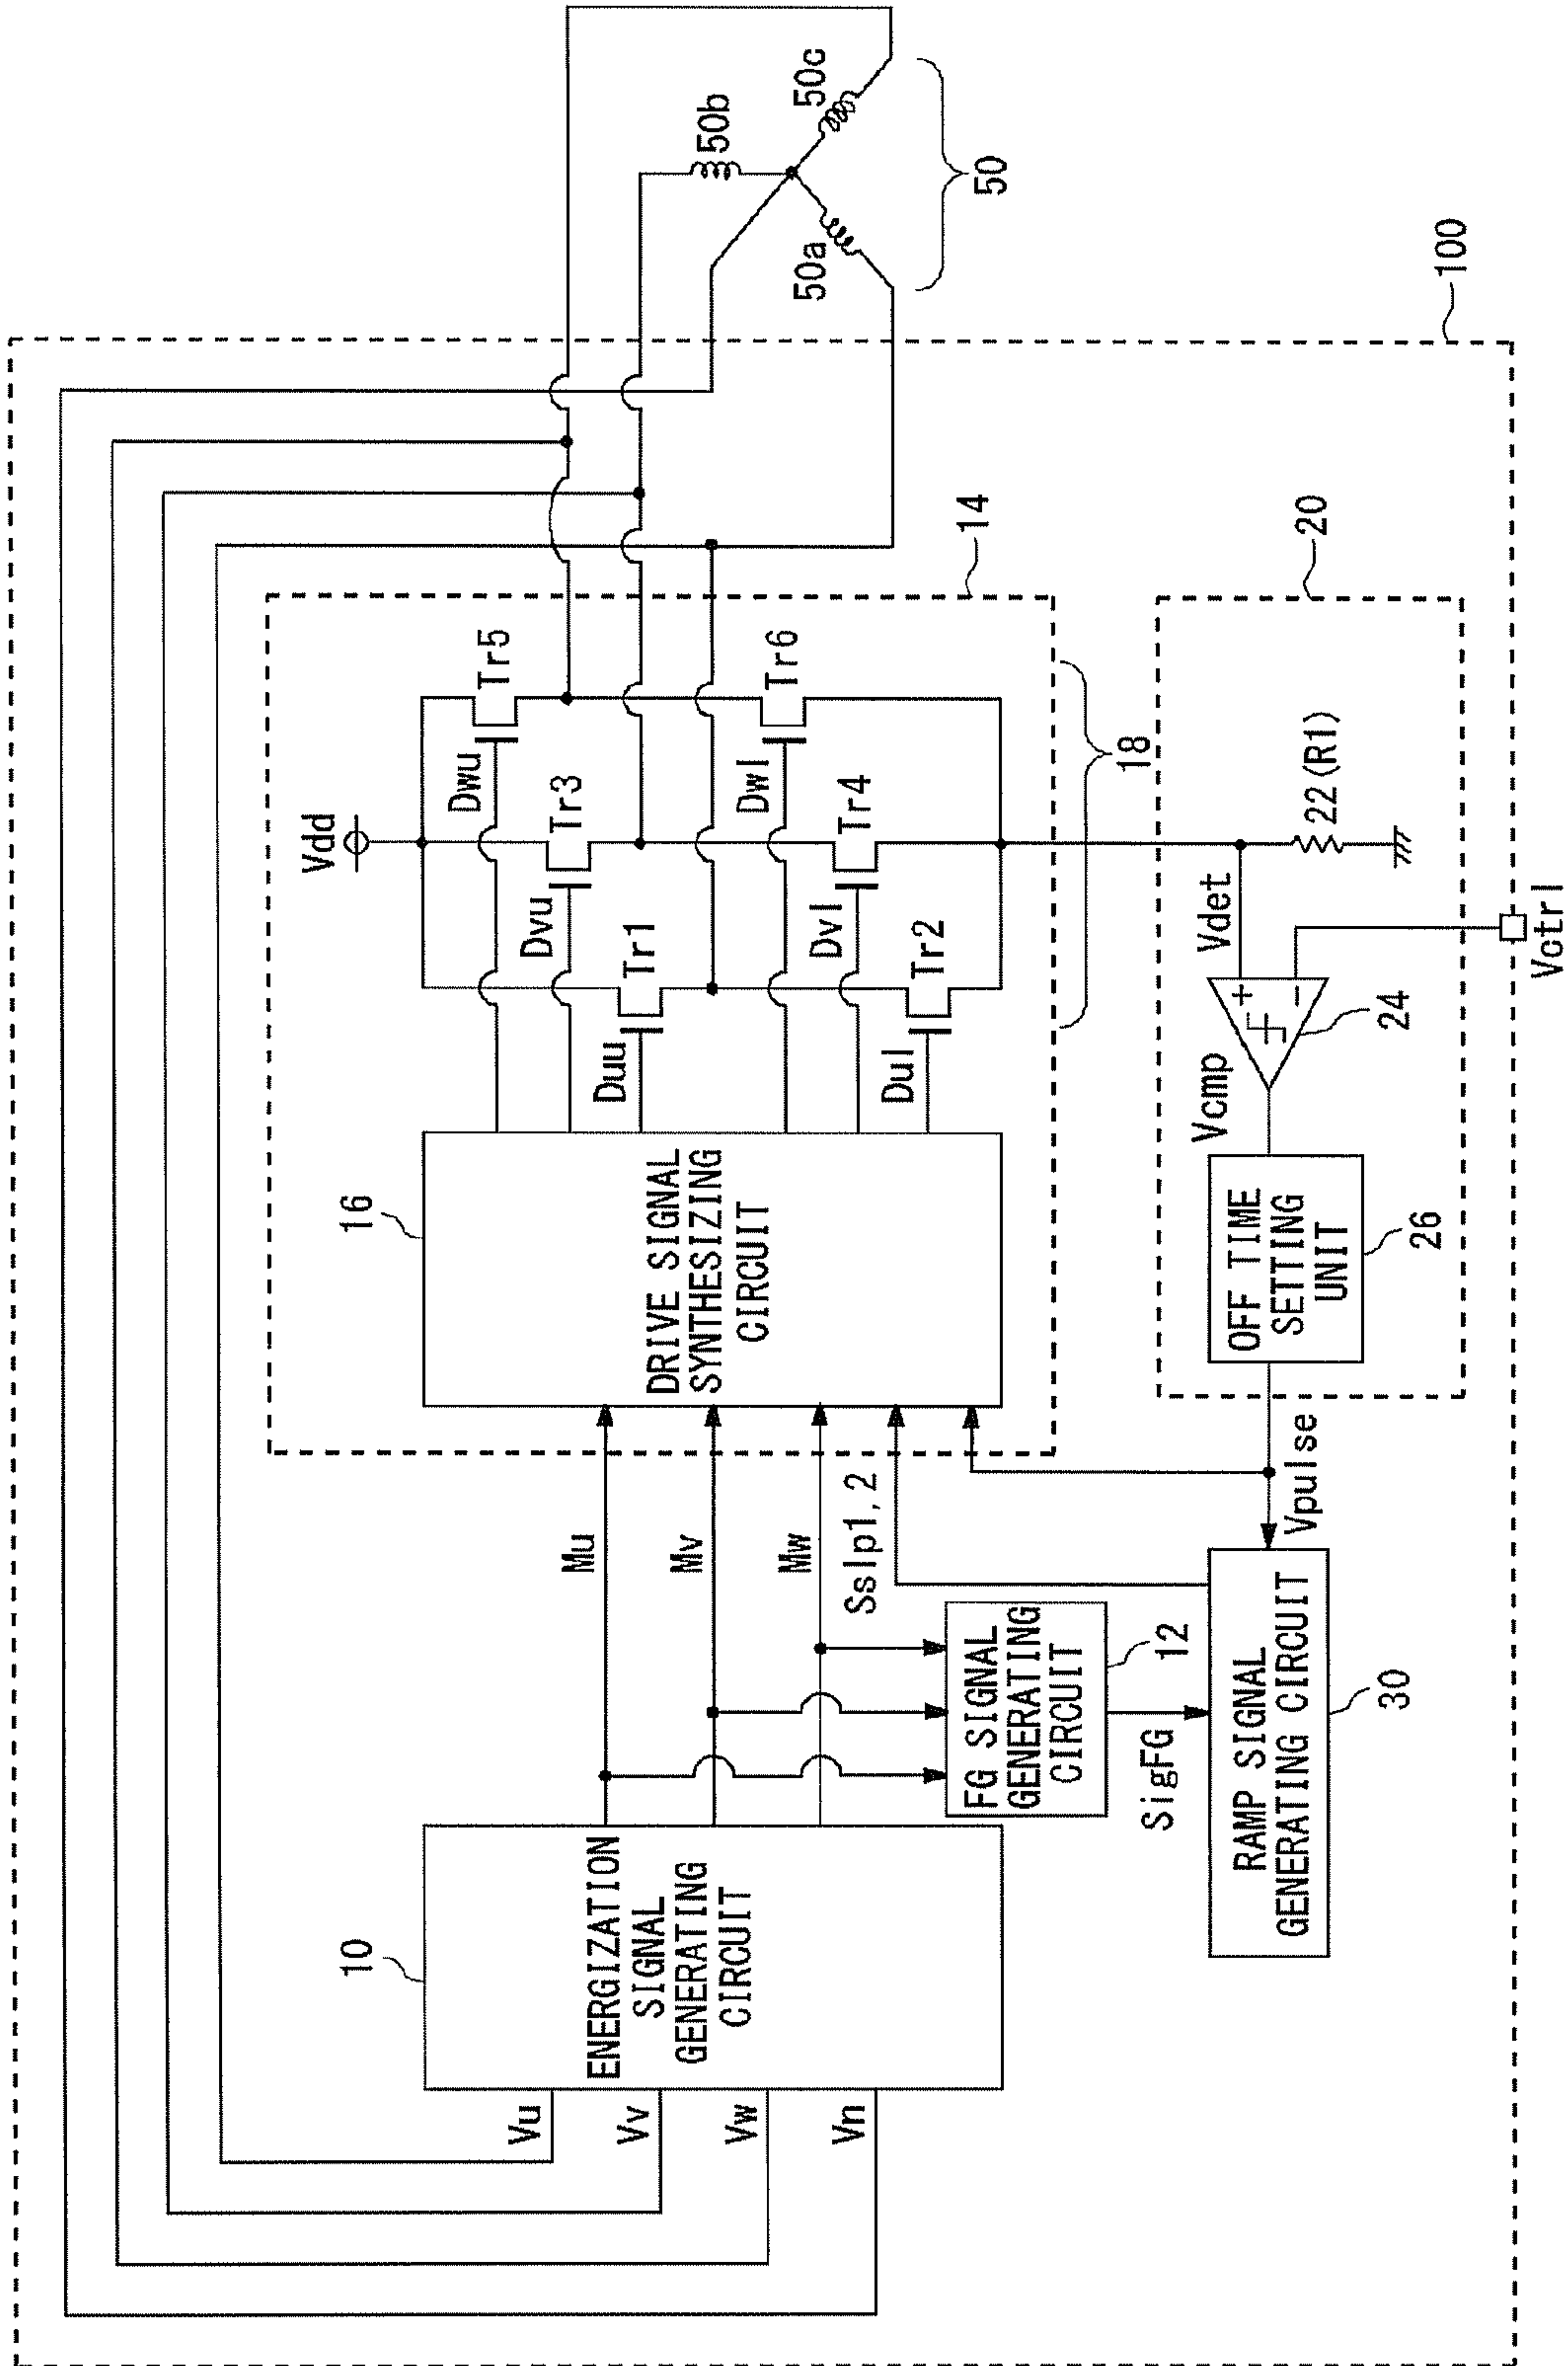 100
50b
50c
50a
50
14
Vdd
Dwu
Tr5
Dvu
Tr3
Duu
Tr1
Dwl
Tr6
Dvl
Tr4
Dul
Tr2
18
16
DRIVE SIGNAL
SYNTHESIZING
CIRCUIT
10
ENERGIZATION
SIGNAL
GENERATING
CIRCUIT
Vu
Vv
Vw
Vn
Mu
Mv
Mw
Sslp1,2
FG SIGNAL
GENERATING
CIRCUIT
12
SigFG
RAMP SIGNAL
GENERATING CIRCUIT
30
Vpulse
20
OFF TIME
SETTING
UNIT
26
Vcmp
+
−
24
Vdet
22(R1)
Vctrl